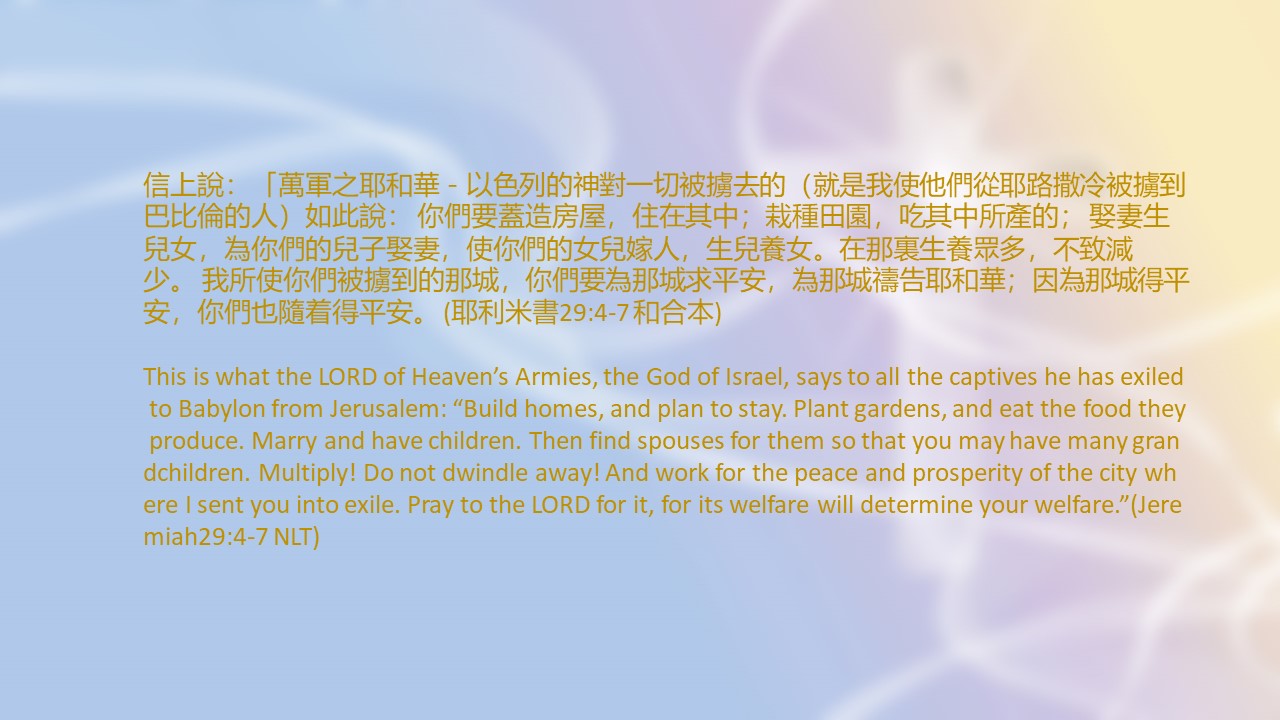 信上說：「萬軍之耶和華－以色列的神對一切被擄去的（就是我使他們從耶路撒冷被擄到
巴比倫的人）如此說： 你們要蓋造房屋，住在其中；栽種田園，吃其中所產的； 娶妻生
兒女，為你們的兒子娶妻，使你們的女兒嫁人，生兒養女。在那裏生養眾多，不致減
少。 我所使你們被擄到的那城，你們要為那城求平安，為那城禱告耶和華；因為那城得平
安，你們也隨着得平安。 (耶利米書29:4-7 和合本)
This is what the LORD of Heaven’s Armies, the God of Israel, says to all the captives he has exiled
to Babylon from Jerusalem: “Build homes, and plan to stay. Plant gardens, and eat the food they
produce. Marry and have children. Then find spouses for them so that you may have many gran
dchildren. Multiply! Do not dwindle away! And work for the peace and prosperity of the city wh
ere I sent you into exile. Pray to the LORD for it, for its welfare will determine your welfare.”(Jere
miah29:4-7 NLT)